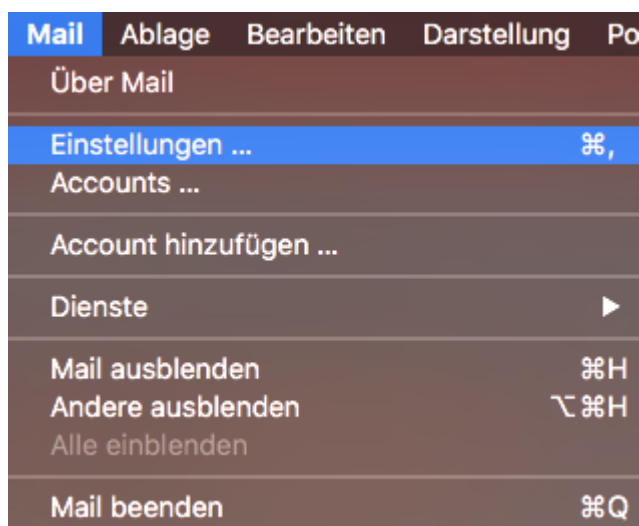 Mail Ablage Bearbeiten Darstellung Po
Über Mail
Einstellungen ... ⌘,
Accounts ...
Account hinzufügen ...
Dienste ▶
Mail ausblenden ⌘H
Andere ausblenden ⌥⌘H
Alle einblenden
Mail beenden ⌘Q